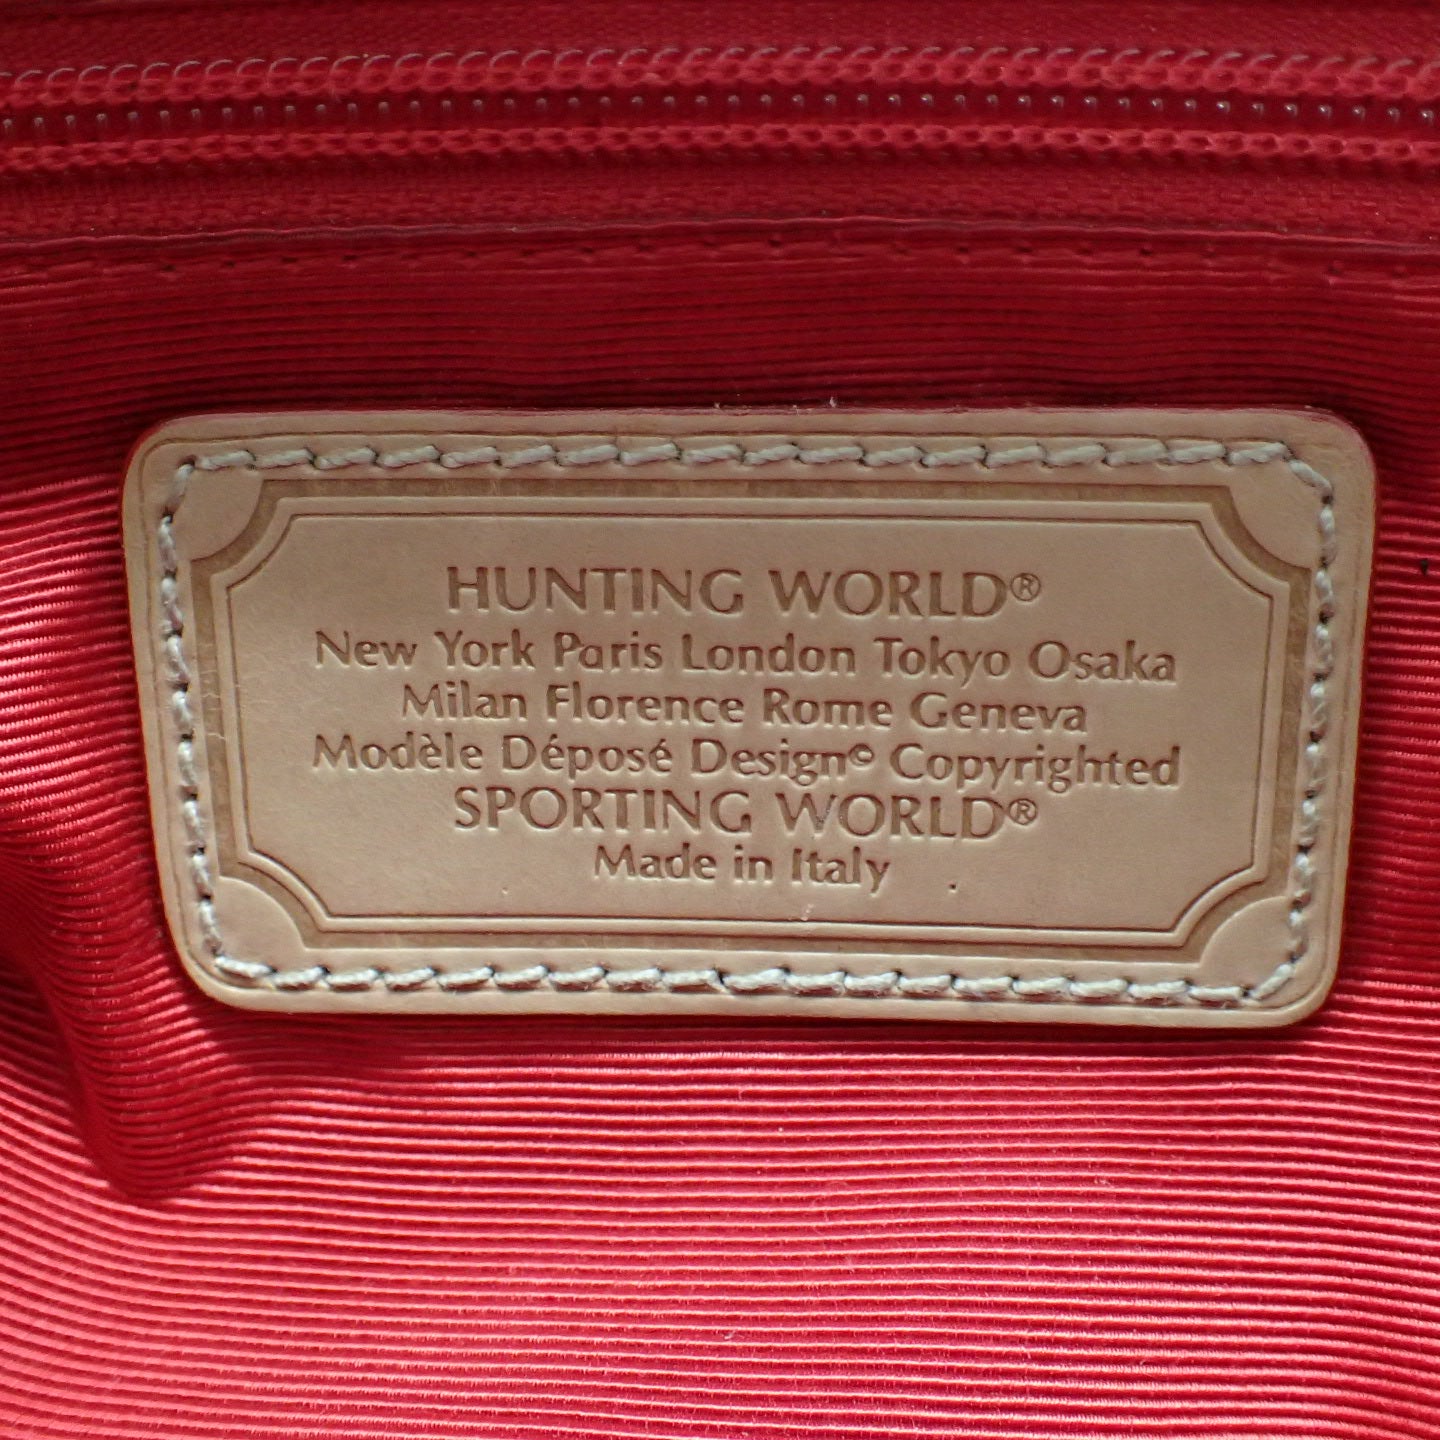 HUNTING WORLD®
New York Paris London Tokyo Osaka
Milan Florence Rome Geneva
Modèle Déposé Design© Copyrighted
SPORTING WORLD®
Made in Italy